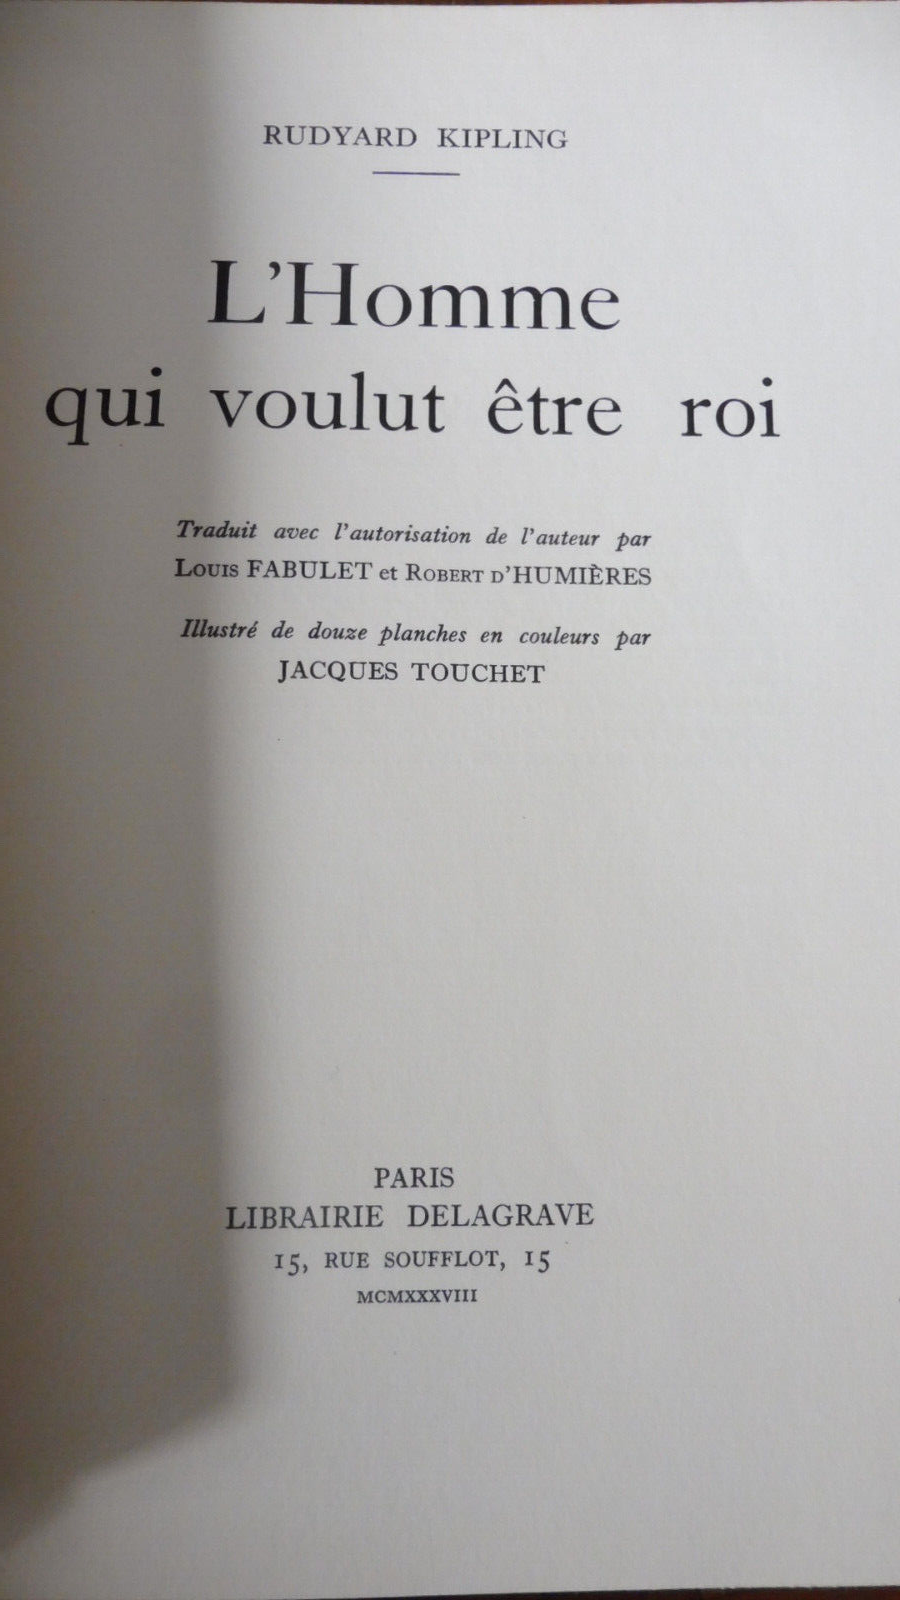 RUDYARD KIPLING
L'Homme
qui voulut être roi
Traduit avec l'autorisation de l'auteur par
Louis FABULET et Robert d'HUMIÈRES
Illustré de douze planches en couleurs par
JACQUES TOUCHET
PARIS
LIBRAIRIE DELAGRAVE
15, RUE SOUFFLOT, 15
MCMXXXVIII